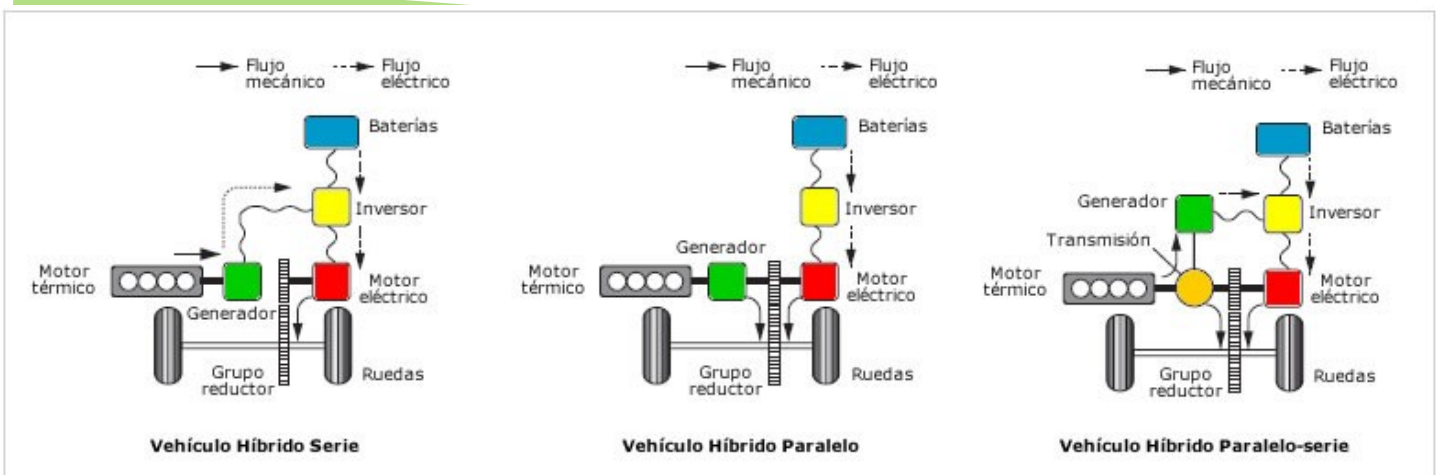 Flujo mecánico
Flujo eléctrico
Baterías
Inversor
Motor térmico
Generador
Motor eléctrico
Grupo reductor
Ruedas
Vehículo Híbrido Serie
Flujo mecánico
Flujo eléctrico
Baterías
Inversor
Generador
Motor térmico
Motor eléctrico
Grupo reductor
Ruedas
Vehículo Híbrido Paralelo
Flujo mecánico
Flujo eléctrico
Baterías
Generador
Inversor
Transmisión
Motor térmico
Motor eléctrico
Grupo reductor
Ruedas
Vehículo Híbrido Paralelo-serie